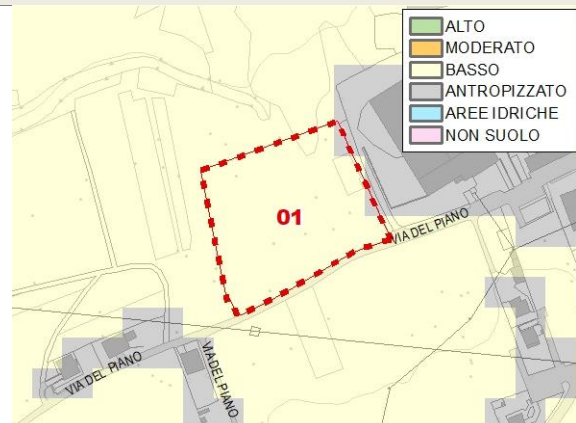 ALTO
MODERATO
BASSO
ANTROPIZZATO
AREE IDRICHE
NON SUOLO
01
VIA DEL PIANO
VIA DEL PIANO
VIA DEL PIANO